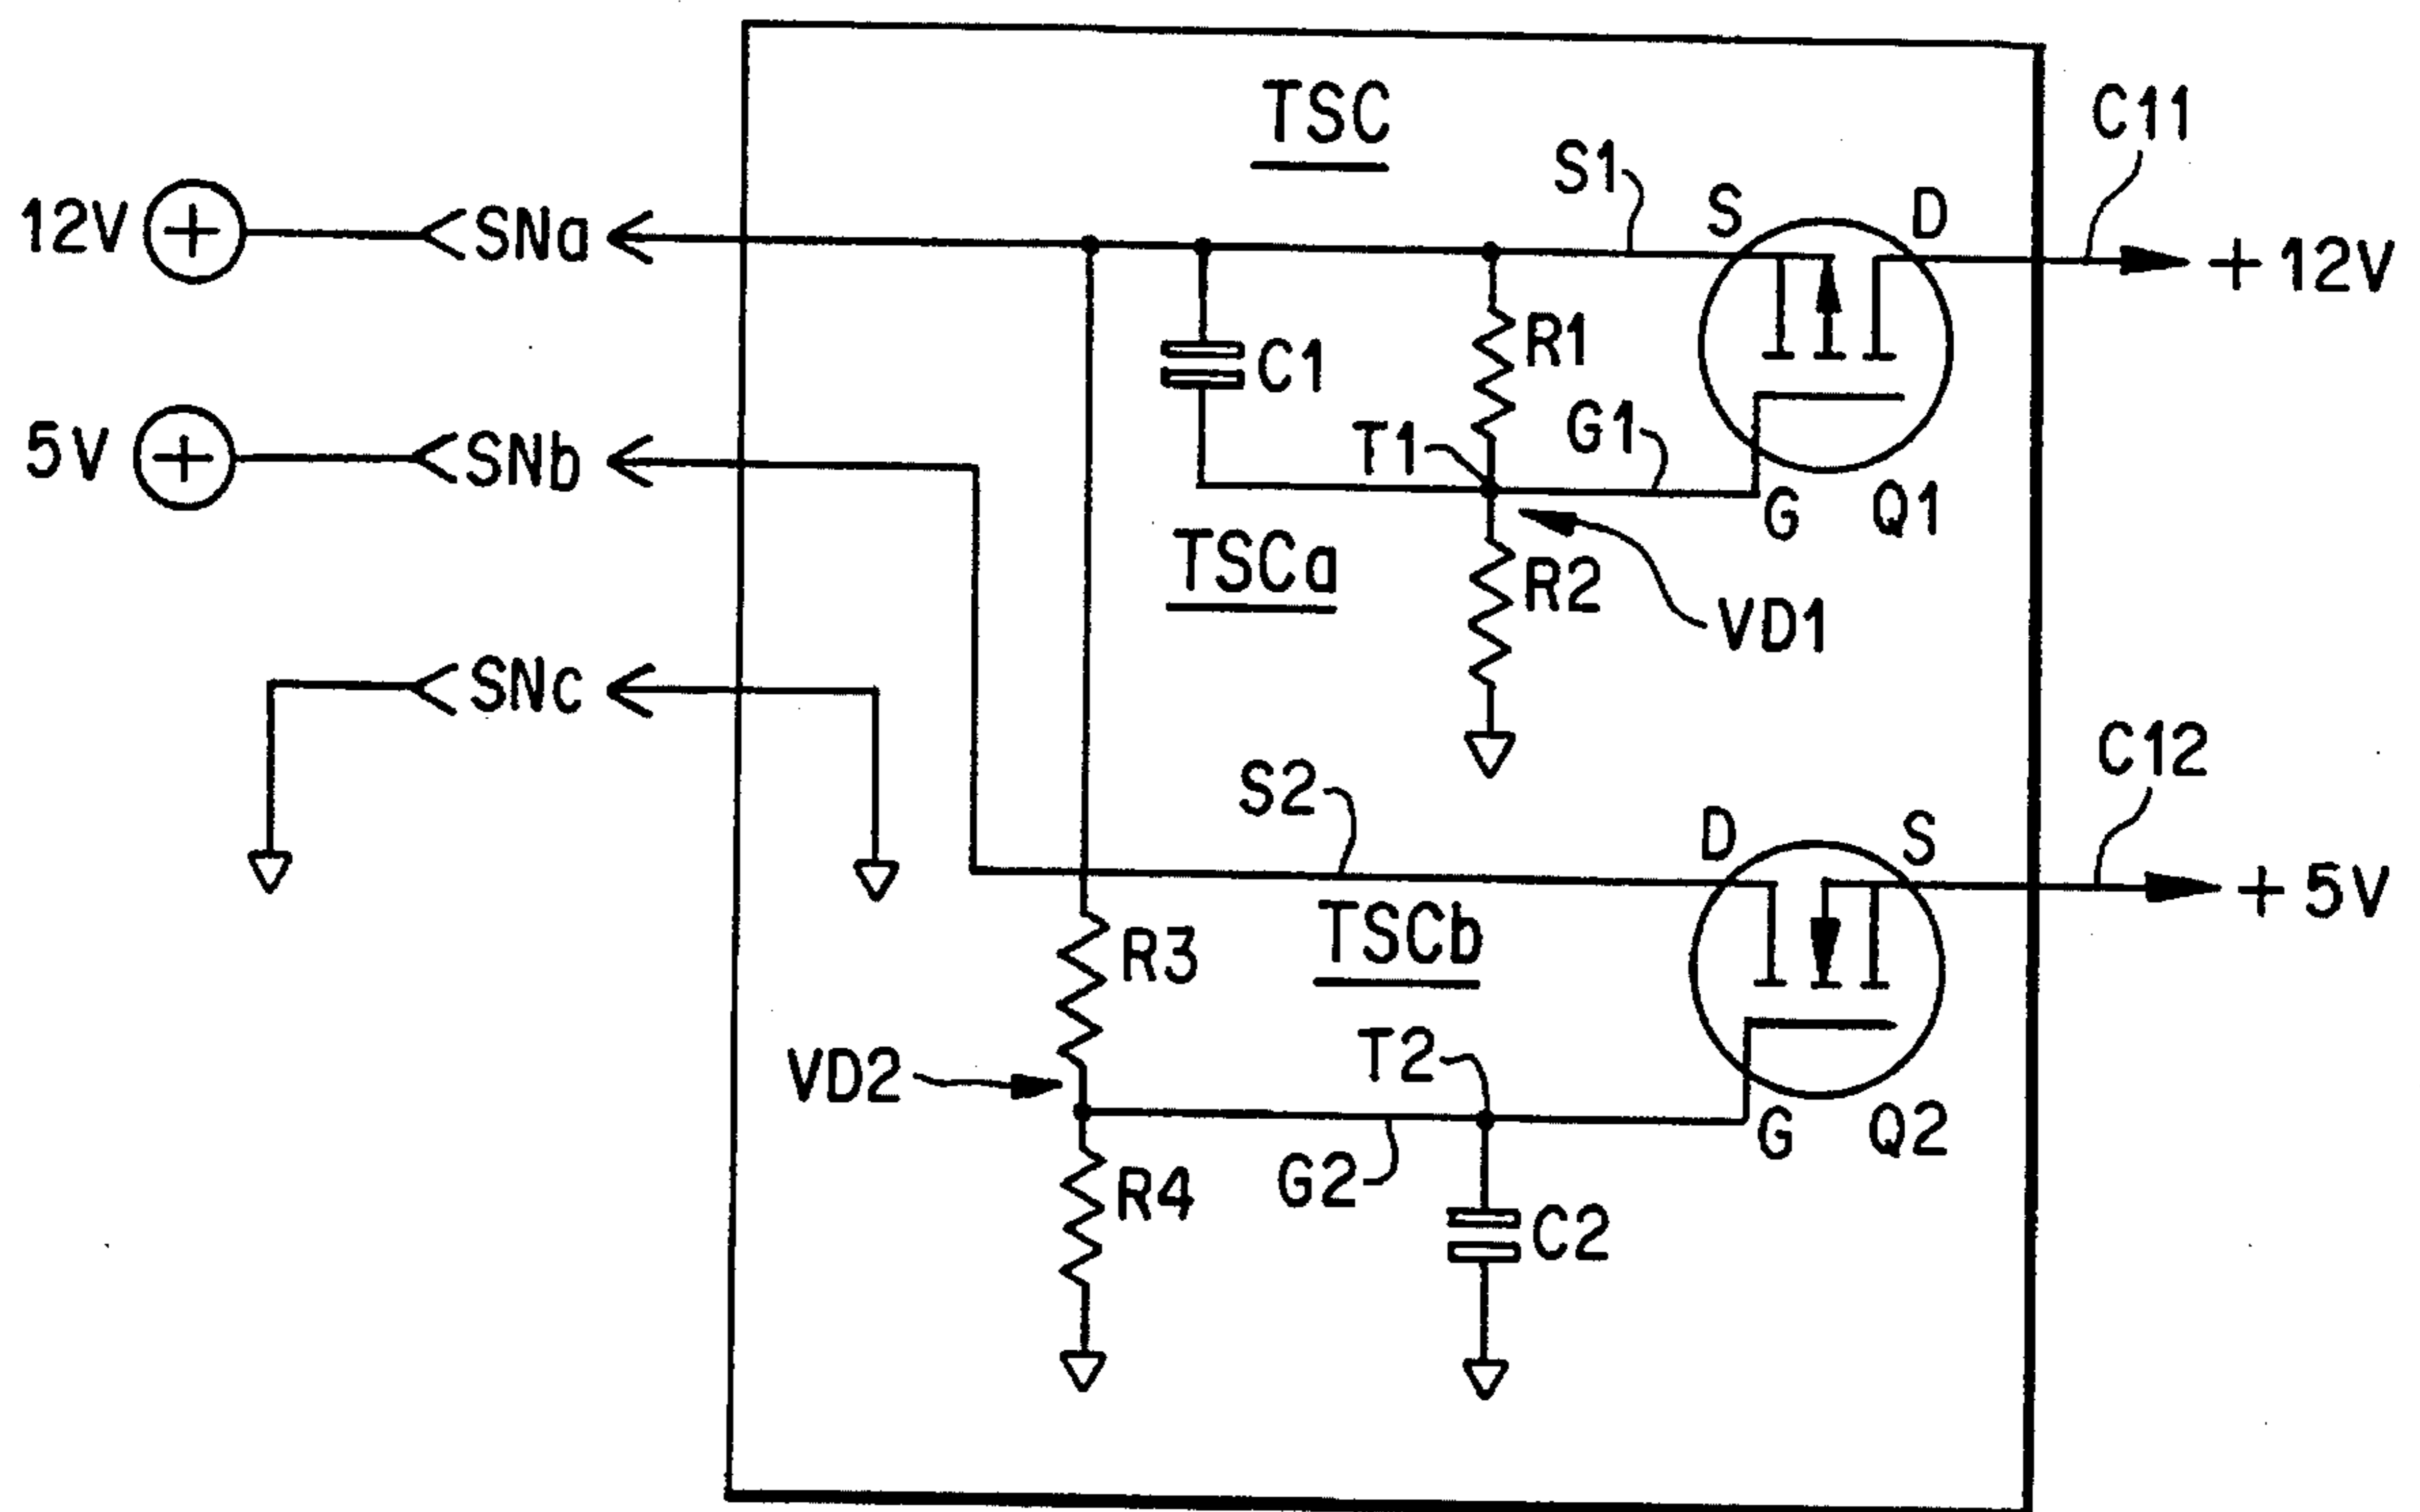 TSC
C11
S1
S
D
12V
SNa
+12V
C1
R1
5V
SNb
T1
G1
G
Q1
TSCa
R2
VD1
SNc
C12
S2
D
S
+5V
TSCb
R3
T2
VD2
G
Q2
G2
R4
C2